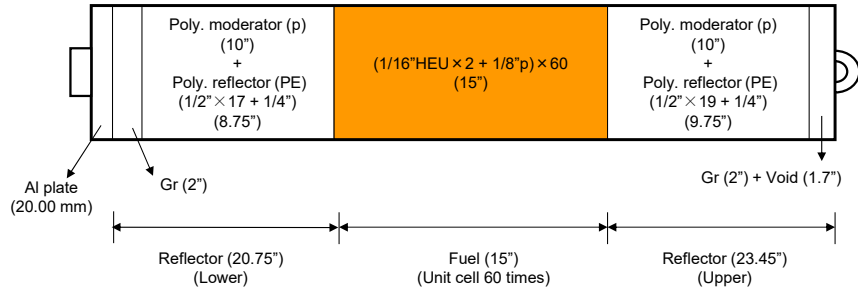 Poly. moderator (p)
(10”)
+
Poly. reflector (PE)
(1/2”×17 + 1/4”)
(8.75”)
(1/16”HEU×2 + 1/8”p)×60
(15”)
Poly. moderator (p)
(10”)
+
Poly. reflector (PE)
(1/2”×19 + 1/4”)
(9.75”)
Al plate
(20.00 mm)
Gr (2”)
Gr (2”) + Void (1.7”)
Reflector (20.75”)
(Lower)
Fuel (15”)
(Unit cell 60 times)
Reflector (23.45”)
(Upper)